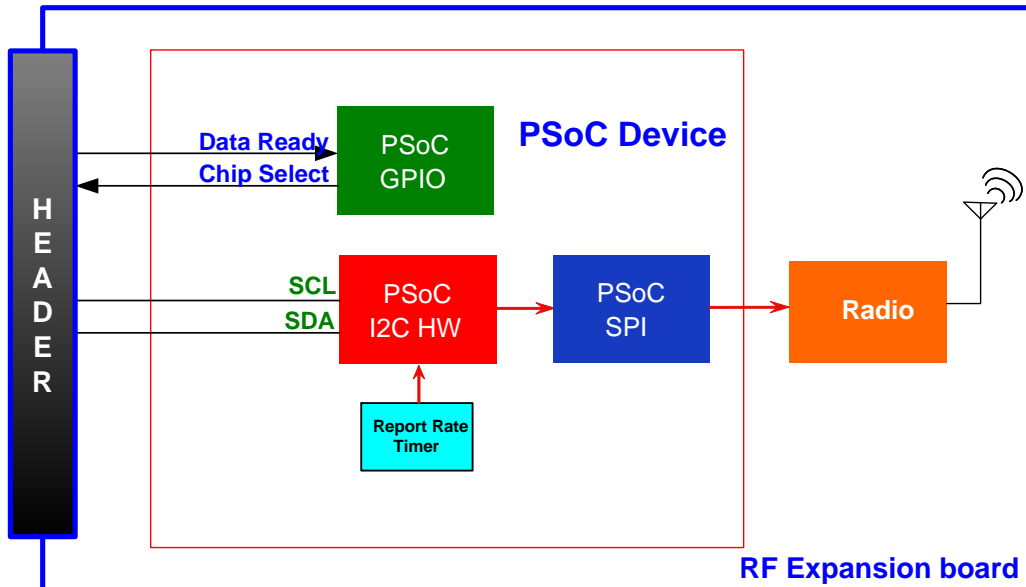 HEADER
Data Ready
Chip Select
PSoC
GPIO
PSoC Device
SCL
SDA
PSoC
I2C HW
PSoC
SPI
Radio
Report Rate
Timer
RF Expansion board